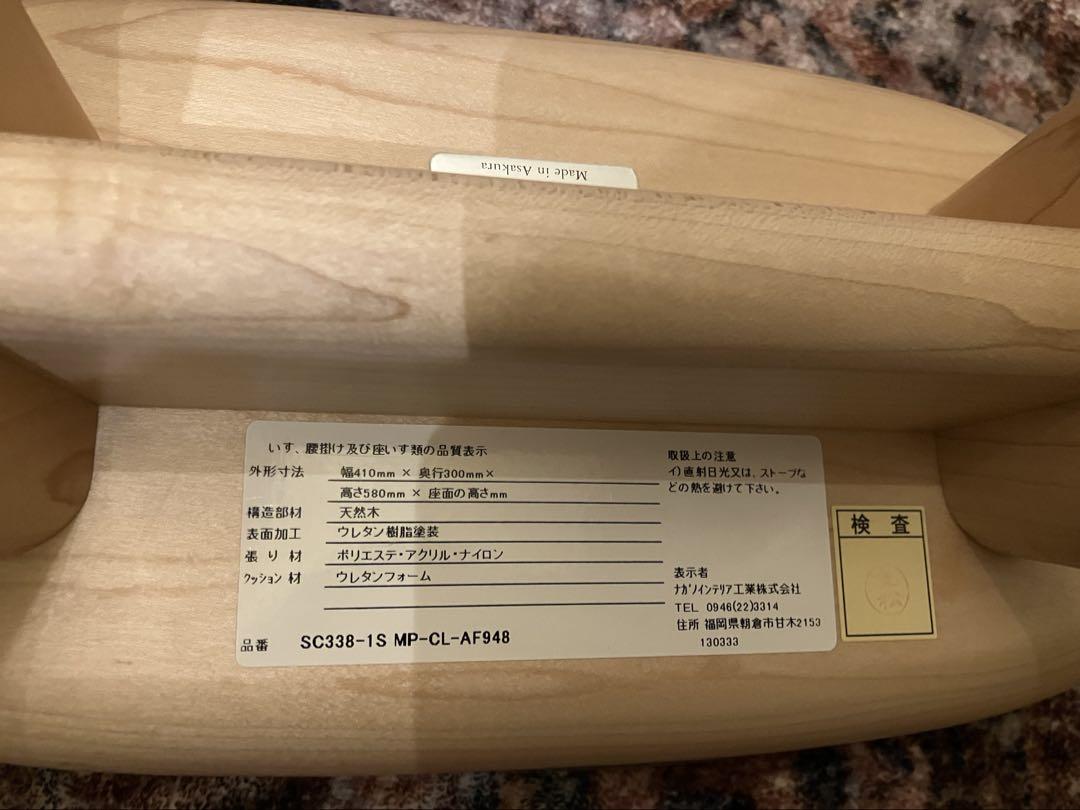 Made in Asakura
いす、腰掛け及び座いす類の品質表示
外形寸法 幅410mm × 奥行300mm×
高さ580mm × 座面の高さmm
構造部材 天然木
表面加工 ウレタン樹脂塗装
張り材 ポリエステ・アクリル・ナイロン
クッション材 ウレタンフォーム
品番 SC338-1S MP-CL-AF948
取扱上の注意
イ)直射日光又は、ストーブな
どの熱を避けて下さい。
表示者
ナガノインテリア工業株式会社
TEL 0946(22)3314
住所 福岡県朝倉市甘木2153
130333
検査